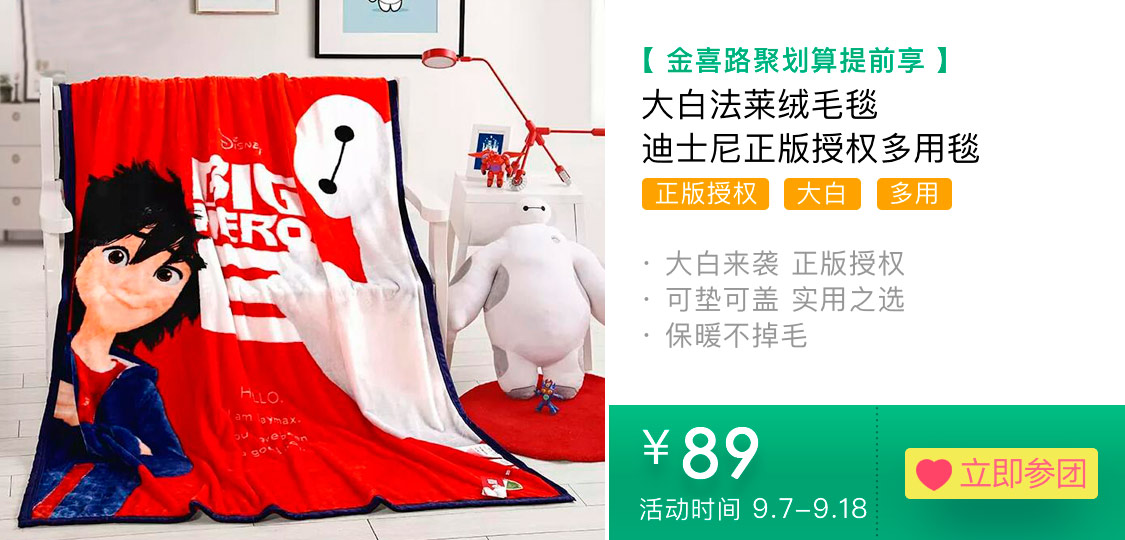 Disney
BIG
HERO
HELLO.
【 金喜路聚划算提前享 】
大白法莱绒毛毯
迪士尼正版授权多用毯
正版授权 大白 多用
· 大白来袭 正版授权
· 可垫可盖 实用之选
· 保暖不掉毛
¥89
活动时间 9.7-9.18
立即参团